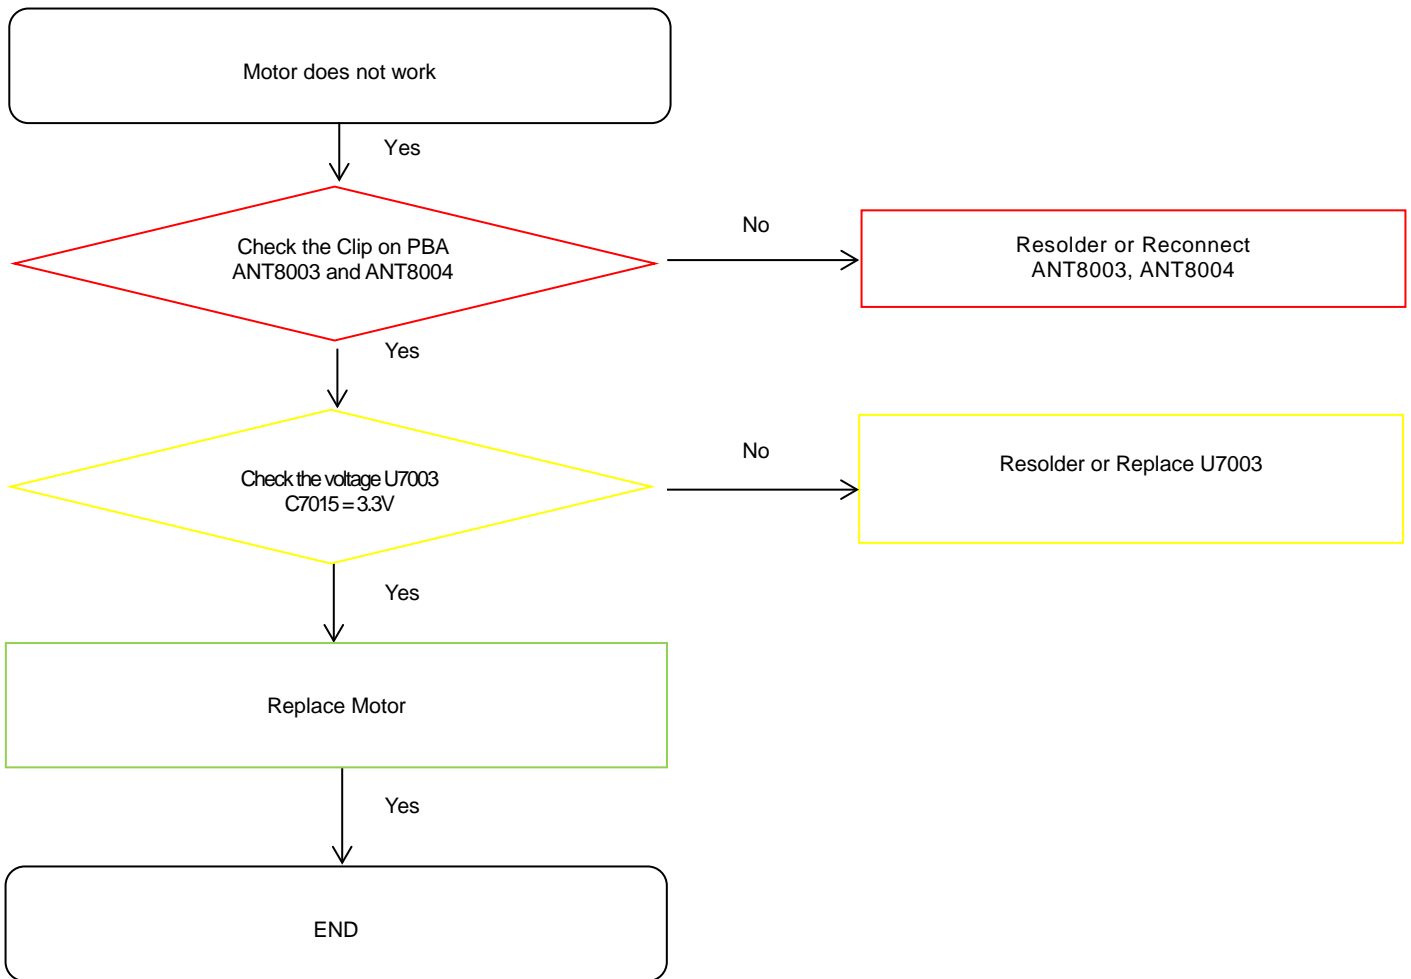 Motor does not work
Yes
Check the Clip on PBA
ANT8003 and ANT8004
No
Resolder or Reconnect
ANT8003, ANT8004
Yes
Check the voltage U7003
C7015 = 3.3V
No
Resolder or Replace U7003
Yes
Replace Motor
Yes
END